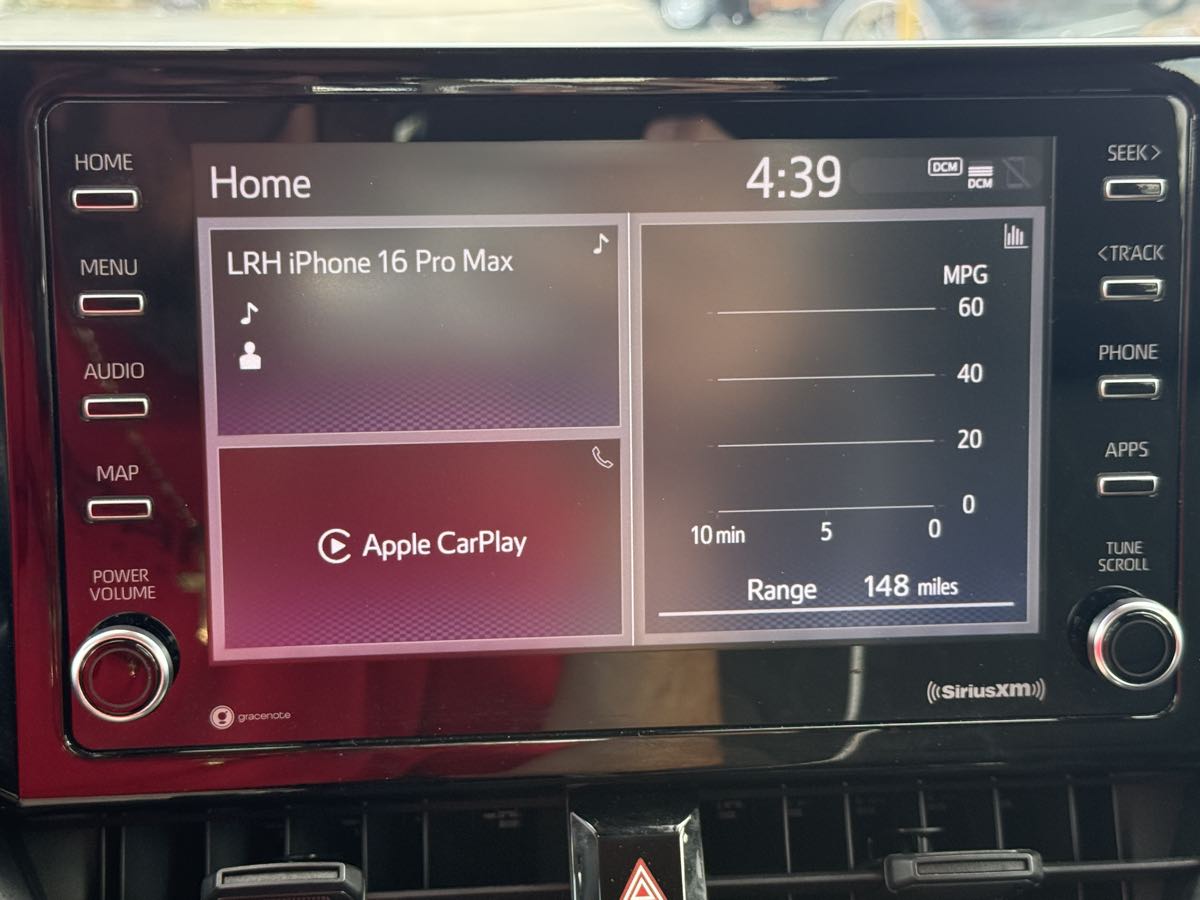 HOME
MENU
AUDIO
MAP
POWER
VOLUME
Home
4:39
DCM
DCM
LRH iPhone 16 Pro Max
Apple CarPlay
MPG
60
40
20
0
10 min 5 0
Range 148 miles
SEEK>
<TRACK
PHONE
APPS
TUNE
SCROLL
gracenote
((SiriusXM))